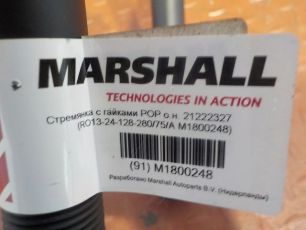 MARSHALL
TECHNOLOGIES IN ACTION
Стремянка с гайками РОР о.н. 21222327
(RO13-24-128-280/75/A M1800248)
(91) M1800248
Разработано Marshall Autoparts B.V. (Нидерланды)